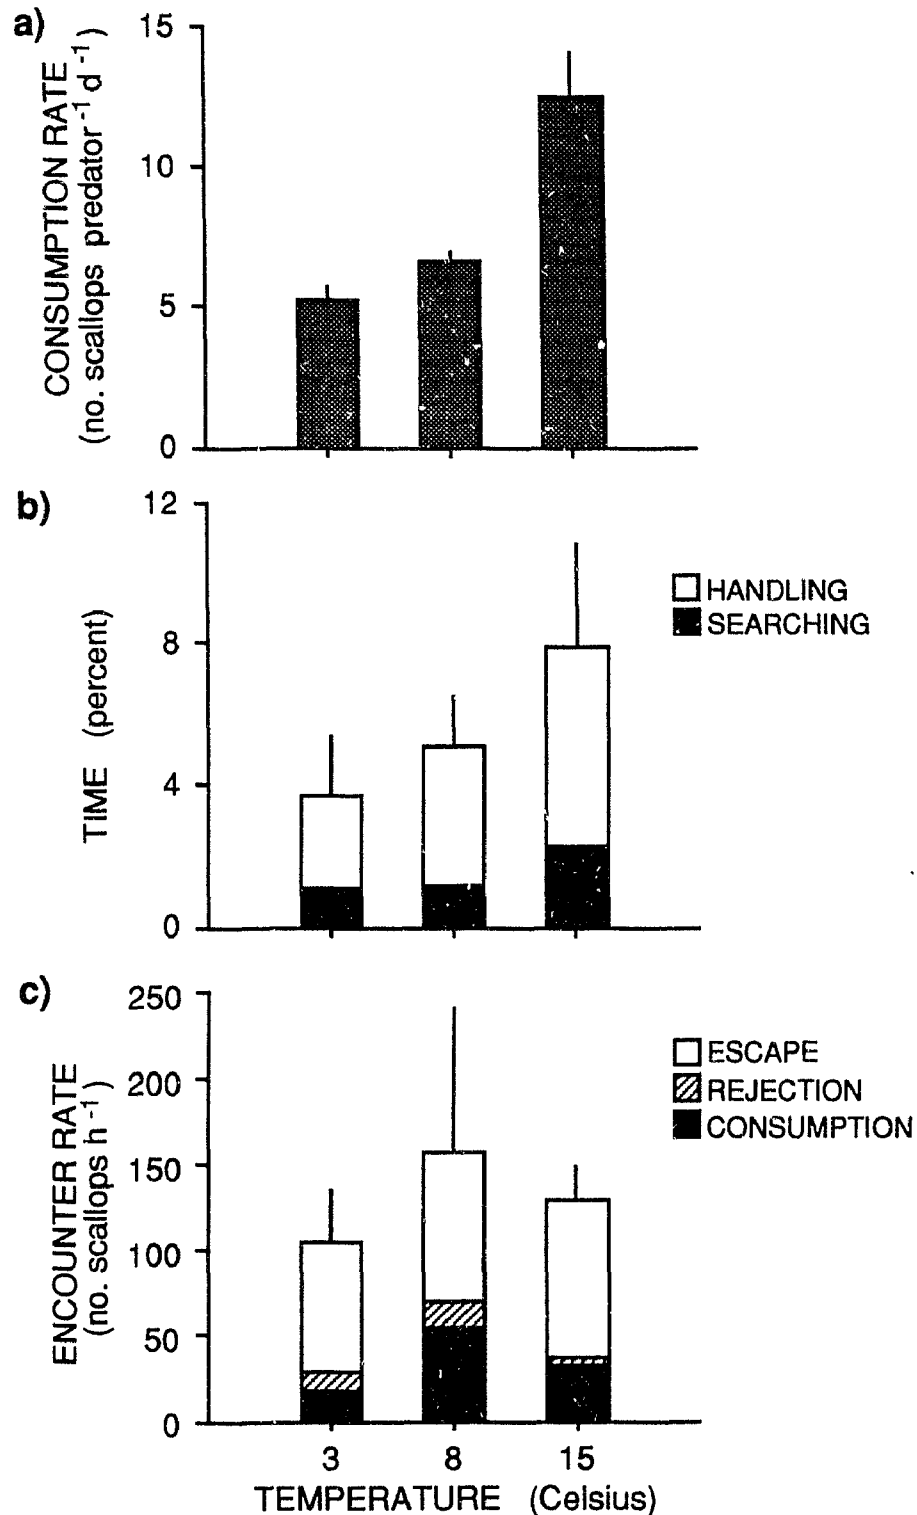 a)
CONSUMPTION RATE
(no. scallops predator⁻¹ d⁻¹)
15
10
5
0
b)
TIME (percent)
12
8
4
0
HANDLING
SEARCHING
c)
ENCOUNTER RATE
(no. scallops h⁻¹)
250
200
150
100
50
0
ESCAPE
REJECTION
CONSUMPTION
3 8 15
TEMPERATURE (Celsius)